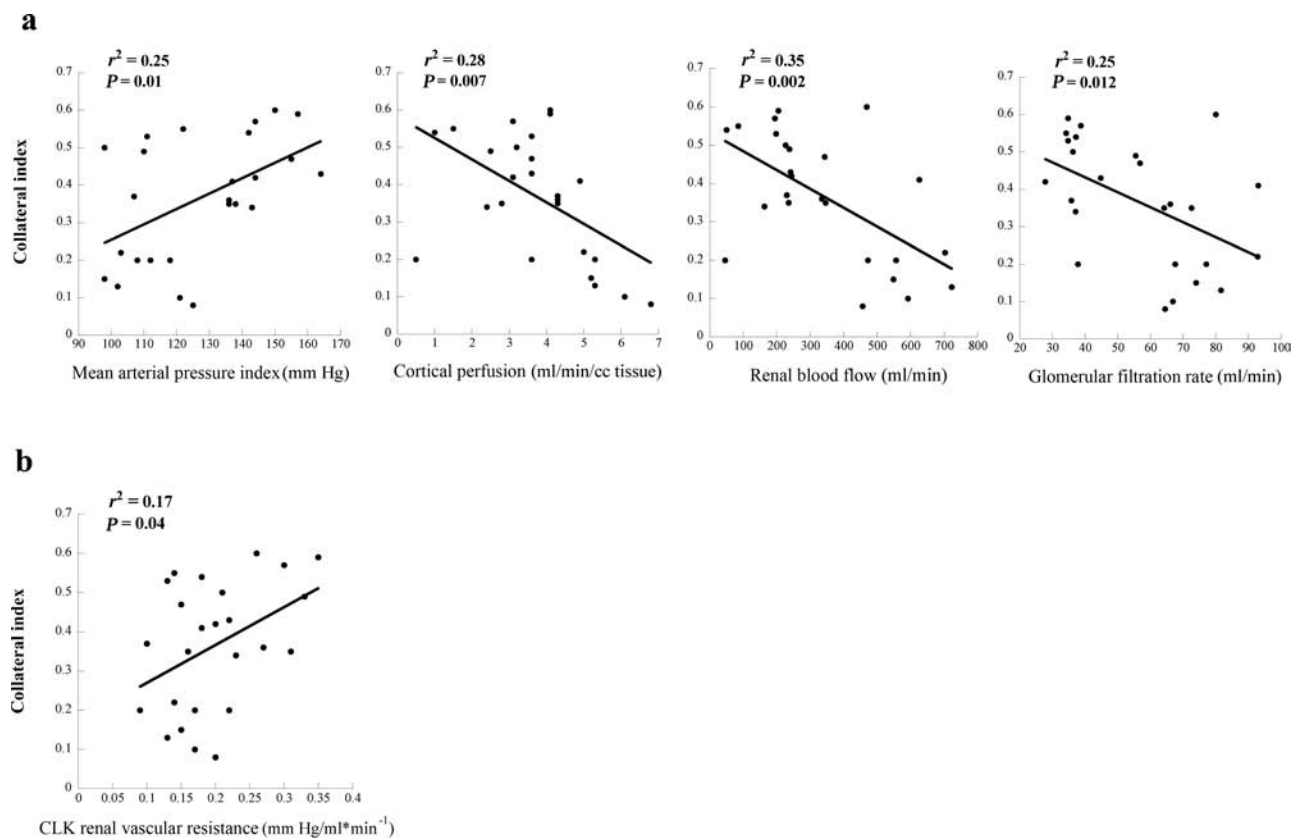 a
r² = 0.25
P = 0.01
0.7
0.6
0.5
0.4
0.3
0.2
0.1
0
Collateral index
90 100 110 120 130 140 150 160 170
Mean arterial pressure index (mm Hg)
r² = 0.28
P = 0.007
0.7
0.6
0.5
0.4
0.3
0.2
0.1
0
0 1 2 3 4 5 6 7
Cortical perfusion (ml/min/cc tissue)
r² = 0.35
P = 0.002
0.7
0.6
0.5
0.4
0.3
0.2
0.1
0
0 100 200 300 400 500 600 700 800
Renal blood flow (ml/min)
r² = 0.25
P = 0.012
0.7
0.6
0.5
0.4
0.3
0.2
0.1
0
20 30 40 50 60 70 80 90 100
Glomerular filtration rate (ml/min)
b
r² = 0.17
P = 0.04
0.7
0.6
0.5
0.4
0.3
0.2
0.1
0
Collateral index
0 0.05 0.1 0.15 0.2 0.25 0.3 0.35 0.4
CLK renal vascular resistance (mm Hg/ml*min⁻¹)